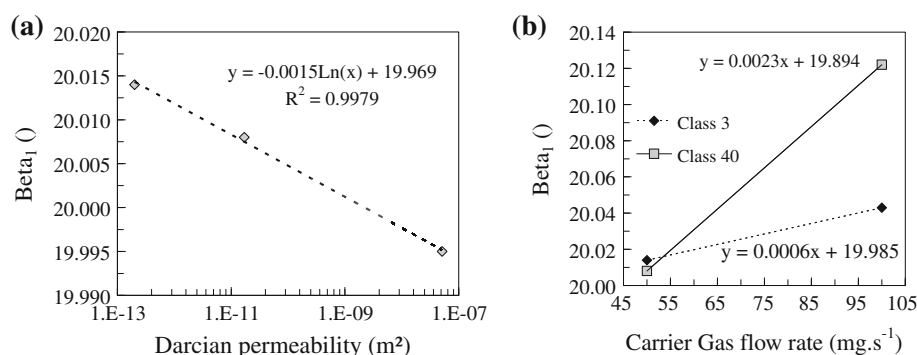 (a)
20.020
20.015
20.010
20.005
20.000
19.995
19.990
Beta₁ ()
y = -0.0015Ln(x) + 19.969
R² = 0.9979
1.E-13
1.E-11
1.E-09
1.E-07
Darcian permeability (m²)
(b)
20.14
20.12
20.10
20.08
20.06
20.04
20.02
20.00
Beta₁ ()
y = 0.0023x + 19.894
Class 3
Class 40
y = 0.0006x + 19.985
45 55 65 75 85 95 105
Carrier Gas flow rate (mg.s⁻¹)